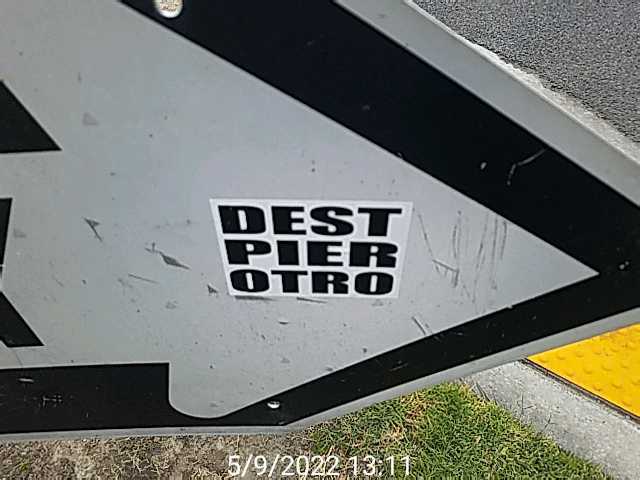 DEST
PIER
OTRO
5/9/2022 13:11